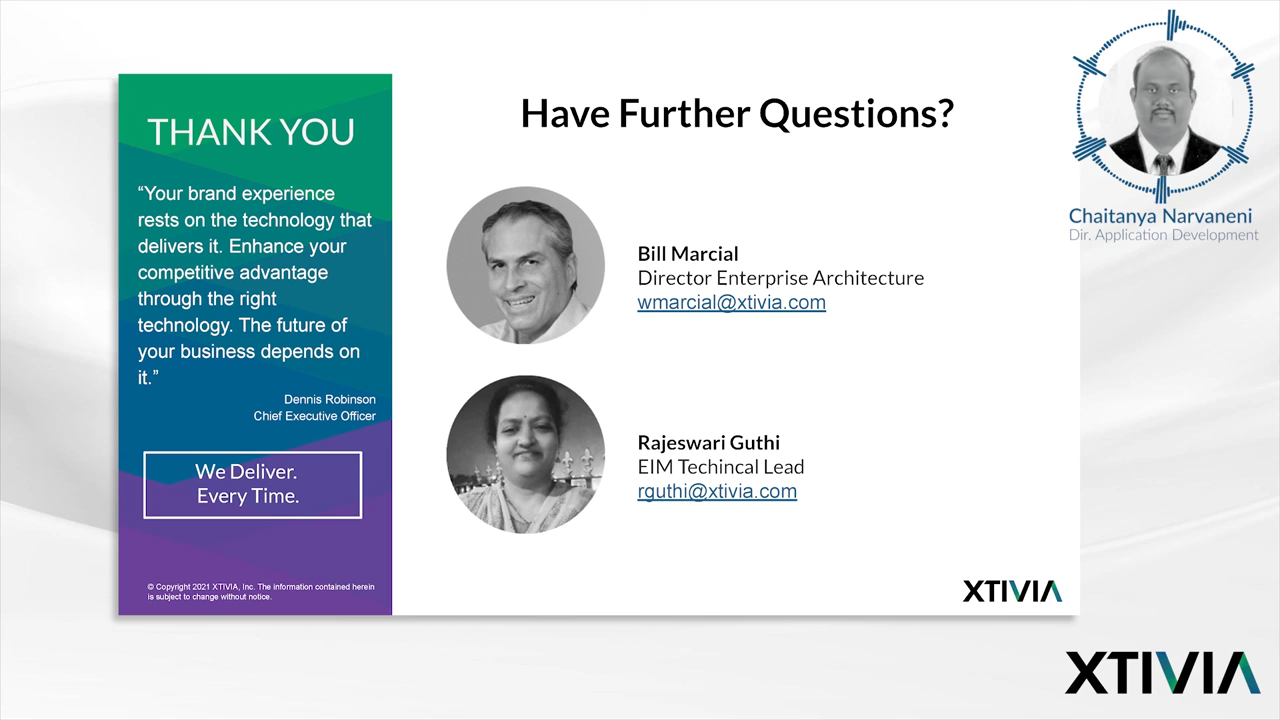 THANK YOU
“Your brand experience
rests on the technology that
delivers it. Enhance your
competitive advantage
through the right
technology. The future of
your business depends on
it.”
Dennis Robinson
Chief Executive Officer
We Deliver.
Every Time.
© Copyright 2021 XTIVIA, Inc. The information contained herein
is subject to change without notice.
Have Further Questions?
Bill Marcial
Director Enterprise Architecture
wmarcial@xtivia.com
Rajeswari Guthi
EIM Techincal Lead
rguthi@xtivia.com
XTIVIA
Chaitanya Narvaneni
Dir. Application Development
XTIVIA